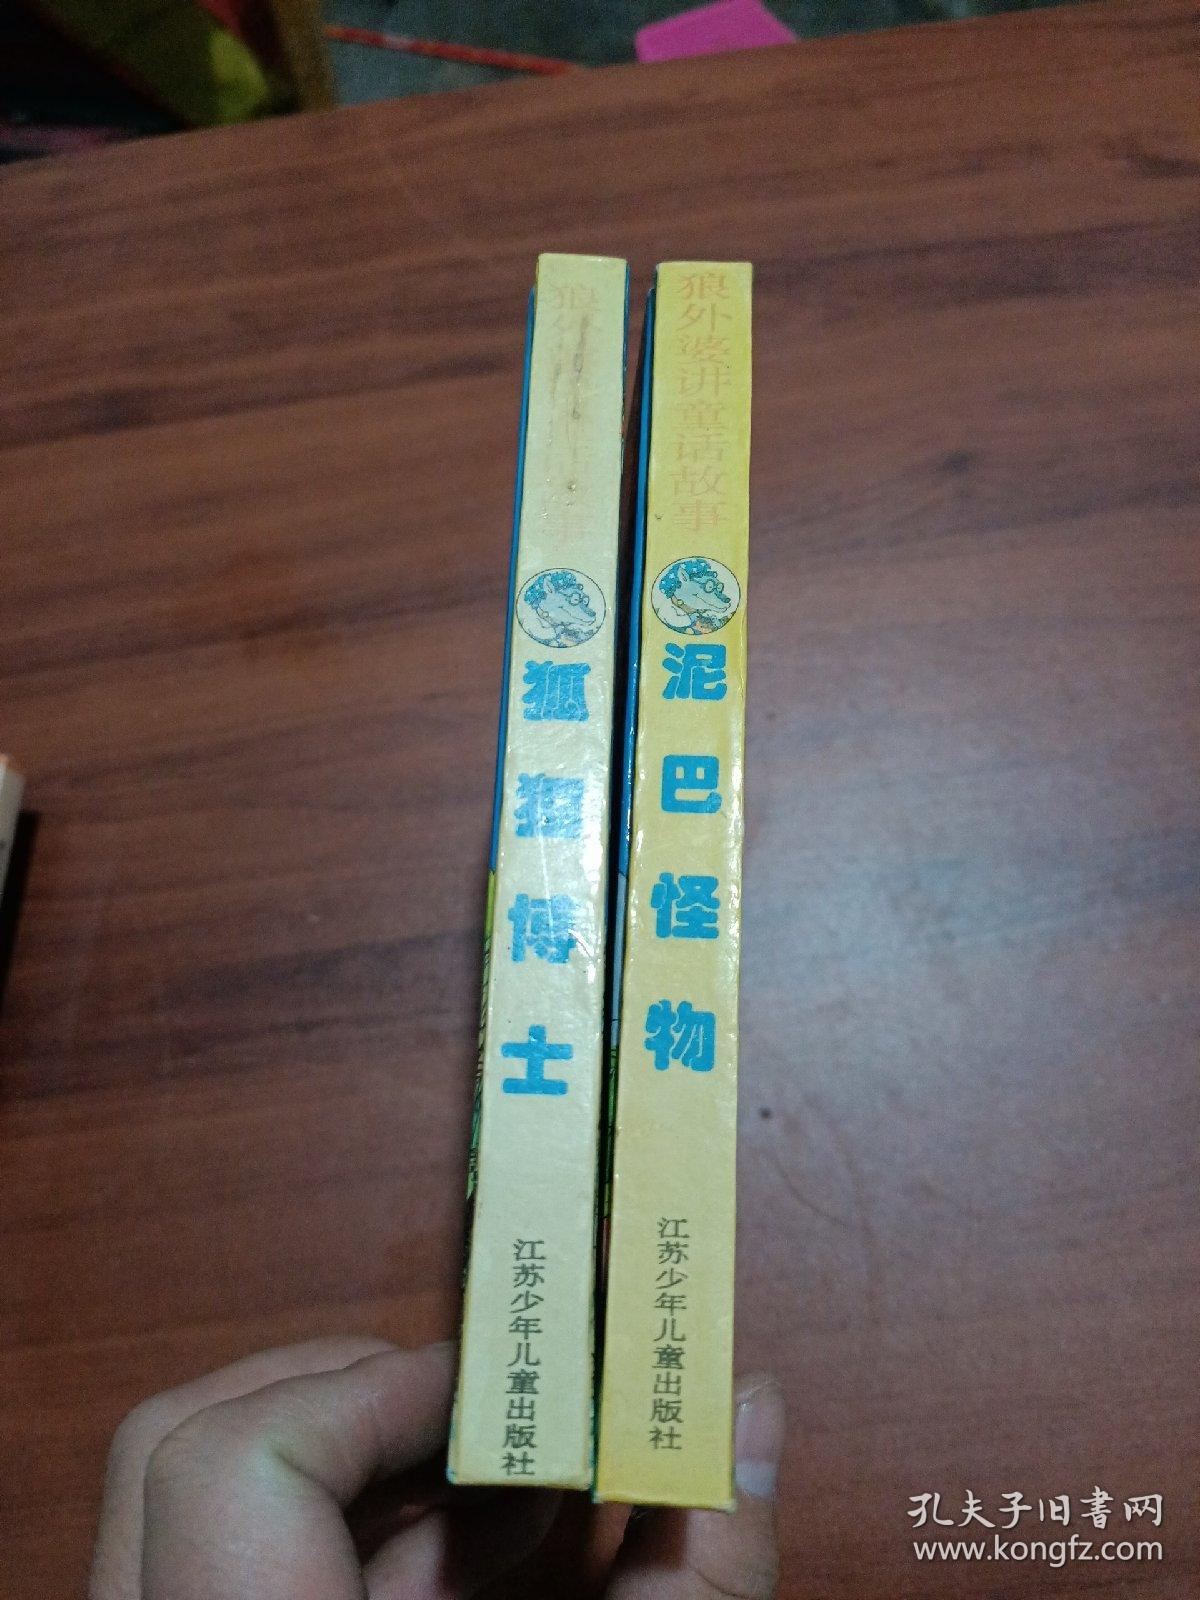 狼外婆讲童话故事
狐狸博士
江苏少年儿童出版社
狼外婆讲童话故事
泥巴怪物
江苏少年儿童出版社
孔夫子旧书网
www.kongfz.com